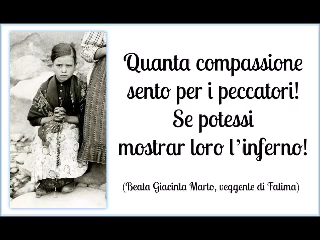 Quanta compassione
sento per i peccatori!
Se potessi
mostrar loro l'inferno!
(Beata Giacinta Marto, veggente di Fatima)